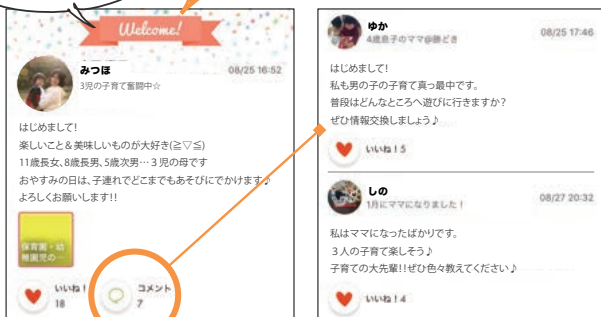 Welcome!
みつほ
08/25 16:52
3児の子育て奮闘中☆
はじめまして!
楽しいこと&美味しいものが大好き(≧▽≦)
11歳長女、8歳長男、5歳次男…３児の母です
おやすみの日は、子連れでどこまでもあそびにでかけます♪
よろしくお願いします!!
保育園・幼
稚園児の…
いいね！
18
コメント
7
ゆか
08/25 17:46
4歳息子のママ@勝どき
はじめまして!
私も男の子の子育て真っ最中です。
普段はどんなところへ遊びに行きますか？
ぜひ情報交換しましょう♪
いいね！5
しの
08/27 20:32
1月にママになりました！
私はママになったばかりです。
３人の子育て楽しそう♪
子育ての大先輩!!ぜひ色々教えてください♪
いいね！4